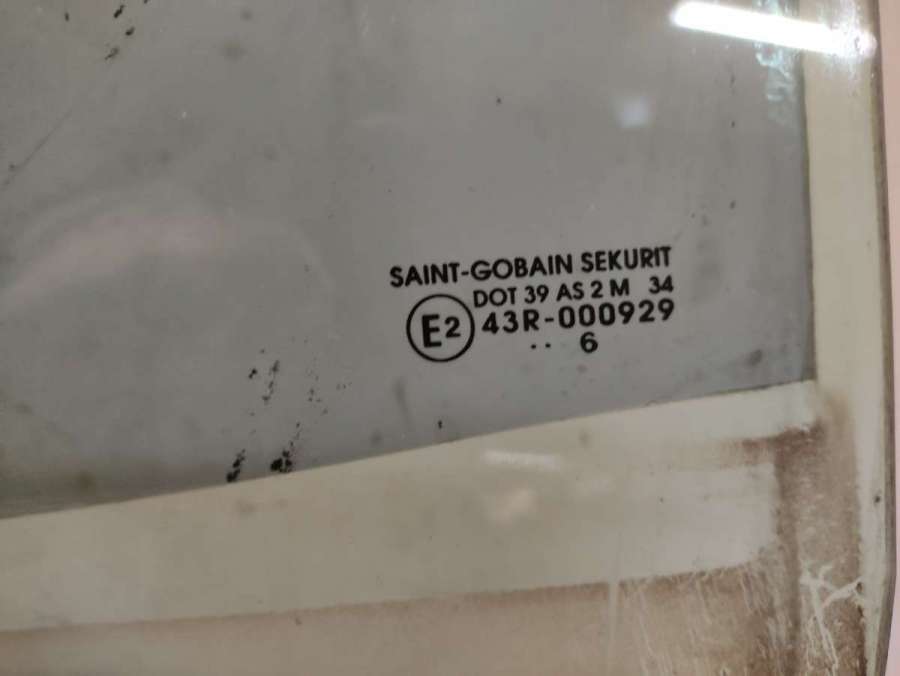 SAINT-GOBAIN SEKURIT
DOT 39 AS 2 M 34
E2 43R-000929
.. 6